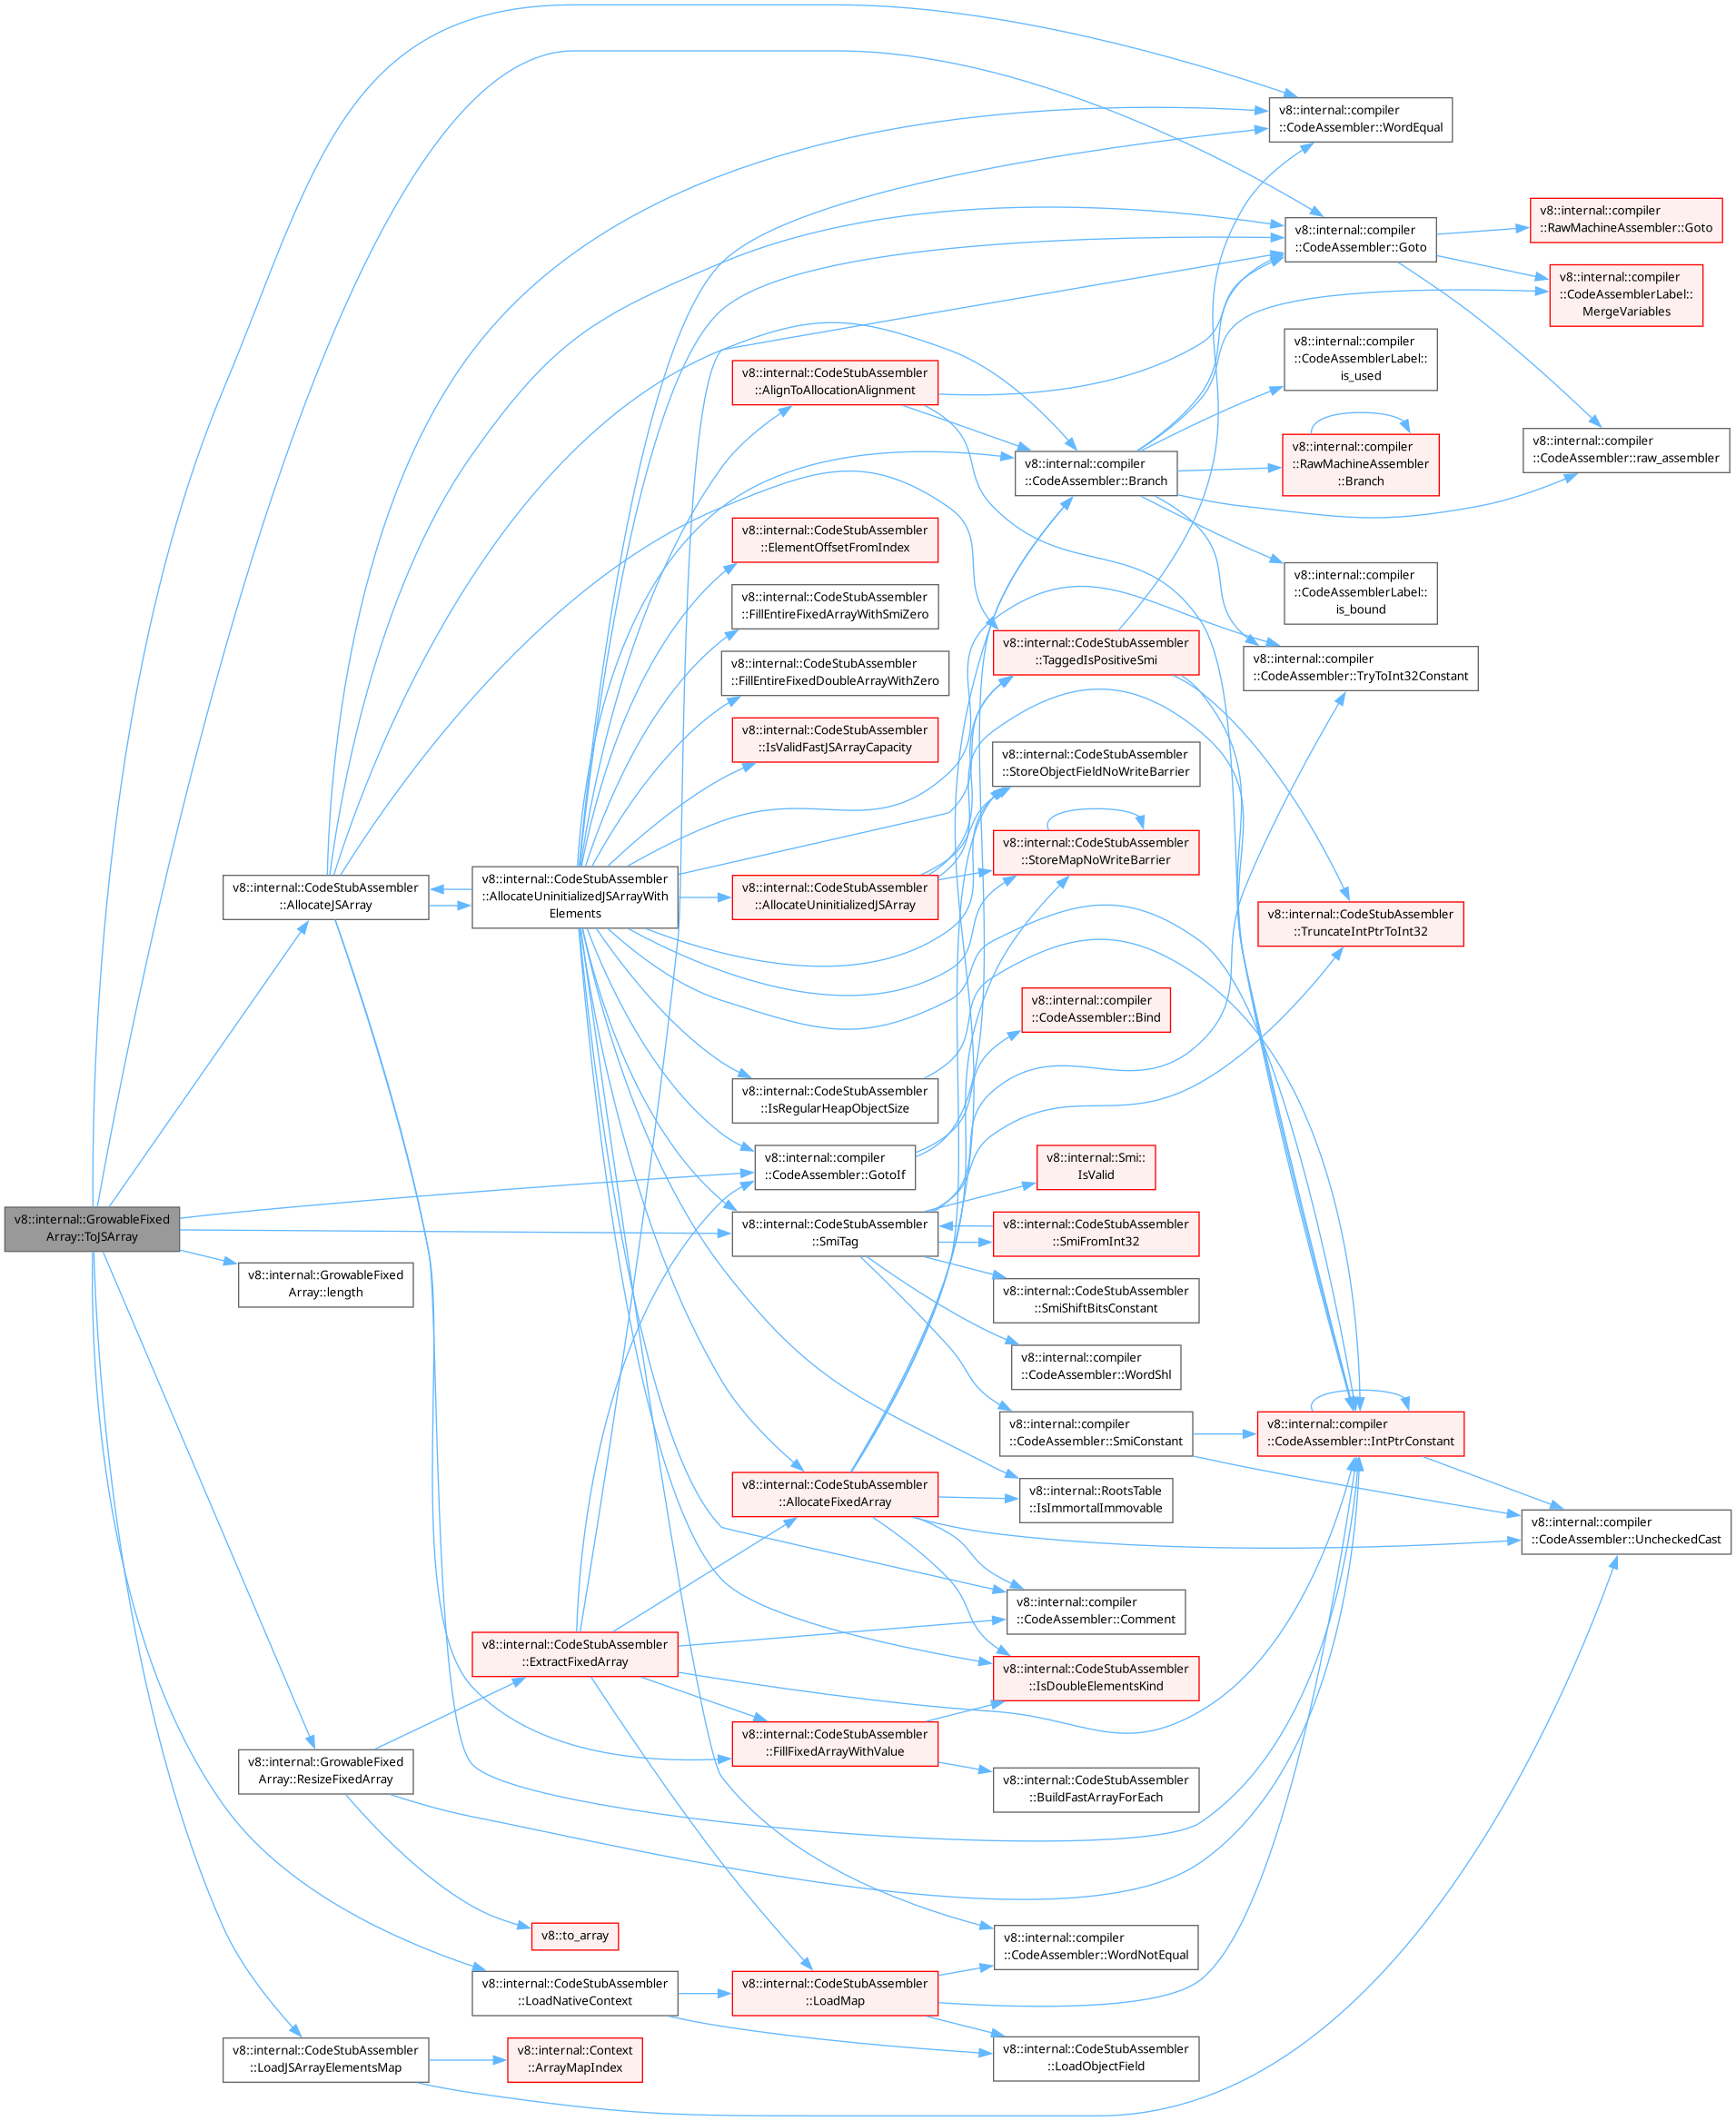 v8::internal::GrowableFixed
Array::ToJSArray
v8::internal::CodeStubAssembler
::AllocateJSArray
v8::internal::GrowableFixed
Array::length
v8::internal::GrowableFixed
Array::ResizeFixedArray
v8::internal::CodeStubAssembler
::LoadJSArrayElementsMap
v8::internal::CodeStubAssembler
::AllocateUninitializedJSArrayWith
Elements
v8::internal::CodeStubAssembler
::ExtractFixedArray
v8::to_array
v8::internal::CodeStubAssembler
::LoadNativeContext
v8::internal::Context
::ArrayMapIndex
v8::internal::CodeStubAssembler
::AlignToAllocationAlignment
v8::internal::CodeStubAssembler
::ElementOffsetFromIndex
v8::internal::CodeStubAssembler
::FillEntireFixedArrayWithSmiZero
v8::internal::CodeStubAssembler
::FillEntireFixedDoubleArrayWithZero
v8::internal::CodeStubAssembler
::IsValidFastJSArrayCapacity
v8::internal::CodeStubAssembler
::AllocateUninitializedJSArray
v8::internal::CodeStubAssembler
::IsRegularHeapObjectSize
v8::internal::compiler
::CodeAssembler::GotoIf
v8::internal::CodeStubAssembler
::SmiTag
v8::internal::CodeStubAssembler
::AllocateFixedArray
v8::internal::CodeStubAssembler
::FillFixedArrayWithValue
v8::internal::CodeStubAssembler
::LoadMap
v8::internal::compiler
::CodeAssembler::Branch
v8::internal::CodeStubAssembler
::TaggedIsPositiveSmi
v8::internal::CodeStubAssembler
::StoreObjectFieldNoWriteBarrier
v8::internal::CodeStubAssembler
::StoreMapNoWriteBarrier
v8::internal::compiler
::CodeAssembler::Bind
v8::internal::Smi::
IsValid
v8::internal::CodeStubAssembler
::SmiFromInt32
v8::internal::CodeStubAssembler
::SmiShiftBitsConstant
v8::internal::compiler
::CodeAssembler::WordShl
v8::internal::compiler
::CodeAssembler::SmiConstant
v8::internal::RootsTable
::IsImmortalImmovable
v8::internal::compiler
::CodeAssembler::Comment
v8::internal::CodeStubAssembler
::IsDoubleElementsKind
v8::internal::CodeStubAssembler
::BuildFastArrayForEach
v8::internal::compiler
::CodeAssembler::WordNotEqual
v8::internal::CodeStubAssembler
::LoadObjectField
v8::internal::compiler
::CodeAssembler::WordEqual
v8::internal::compiler
::CodeAssembler::Goto
v8::internal::compiler
::CodeAssemblerLabel::
is_used
v8::internal::compiler
::RawMachineAssembler
::Branch
v8::internal::compiler
::CodeAssemblerLabel::
is_bound
v8::internal::compiler
::CodeAssembler::TryToInt32Constant
v8::internal::CodeStubAssembler
::TruncateIntPtrToInt32
v8::internal::compiler
::CodeAssembler::IntPtrConstant
v8::internal::compiler
::RawMachineAssembler::Goto
v8::internal::compiler
::CodeAssemblerLabel::
MergeVariables
v8::internal::compiler
::CodeAssembler::raw_assembler
v8::internal::compiler
::CodeAssembler::UncheckedCast